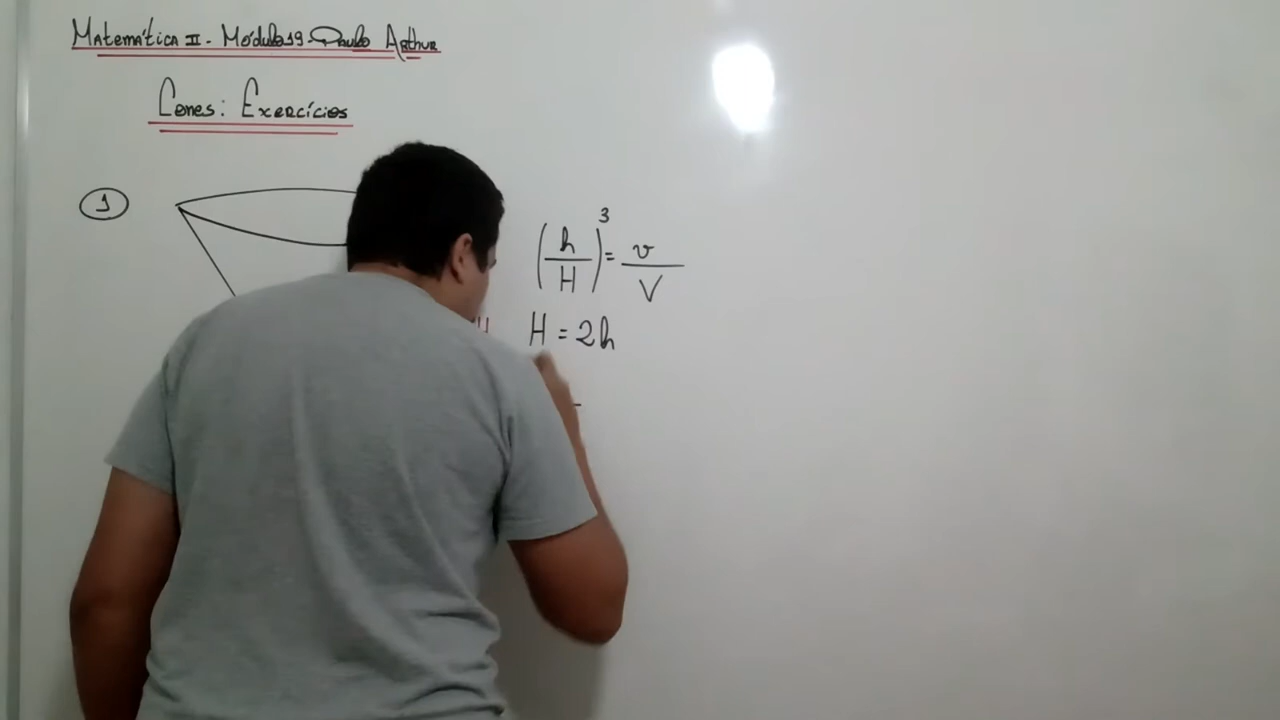 Matemática II - Módulo 19 - Paulo Arthur
Cones: Exercícios
1
(h/H)³ = v/V
H
H = 2h